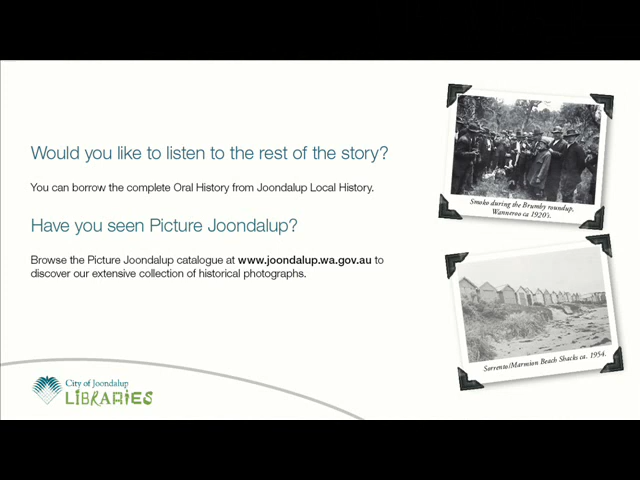 Would you like to listen to the rest of the story?
You can borrow the complete Oral History from Joondalup Local History.
Have you seen Picture Joondalup?
Browse the Picture Joondalup catalogue at www.joondalup.wa.gov.au to
discover our extensive collection of historical photographs.
Smoko during the Brumby roundup,
Wanneroo ca 1920's.
Sorrento/Marmion Beach Shacks ca. 1954.
City of Joondalup
LiBRARiES